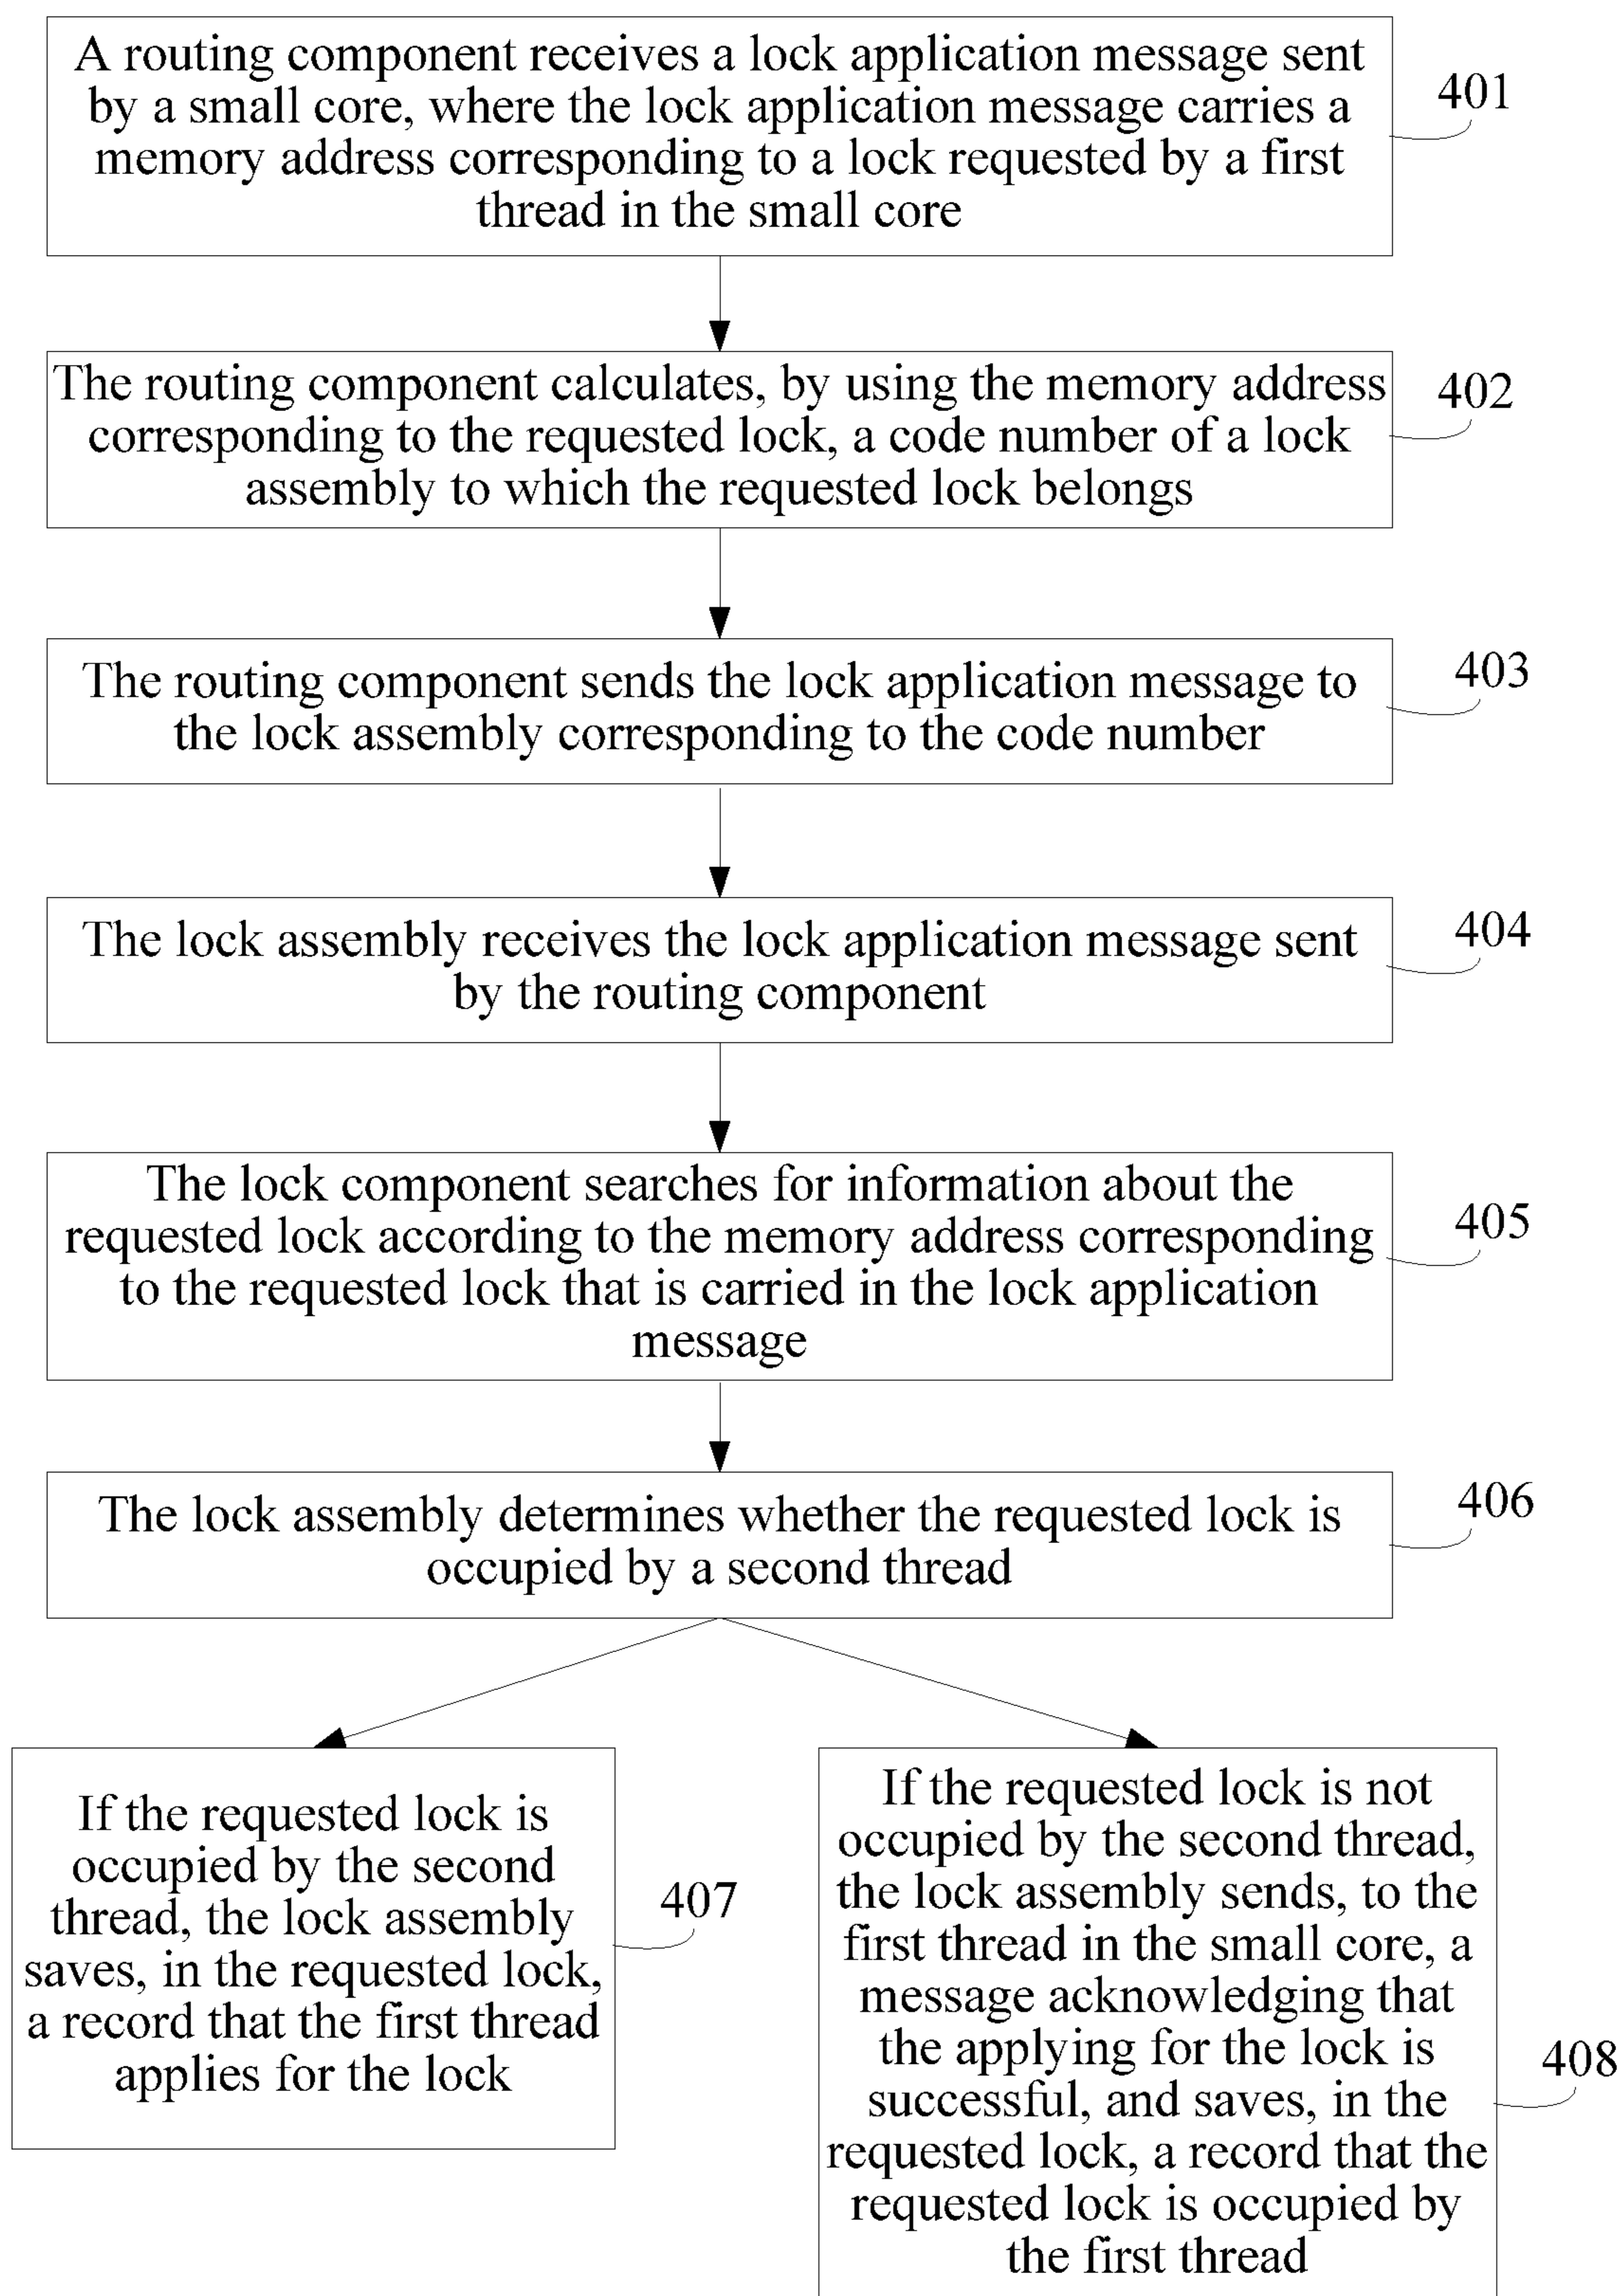 A routing component receives a lock application message sent
by a small core, where the lock application message carries a
memory address corresponding to a lock requested by a first
thread in the small core
401
The routing component calculates, by using the memory address
corresponding to the requested lock, a code number of a lock
assembly to which the requested lock belongs
402
The routing component sends the lock application message to
the lock assembly corresponding to the code number
403
The lock assembly receives the lock application message sent
by the routing component
404
The lock component searches for information about the
requested lock according to the memory address corresponding
to the requested lock that is carried in the lock application
message
405
The lock assembly determines whether the requested lock is
occupied by a second thread
406
If the requested lock is
occupied by the second
thread, the lock assembly
saves, in the requested lock,
a record that the first thread
applies for the lock
407
If the requested lock is not
occupied by the second thread,
the lock assembly sends, to the
first thread in the small core, a
message acknowledging that
the applying for the lock is
successful, and saves, in the
requested lock, a record that the
requested lock is occupied by
the first thread
408